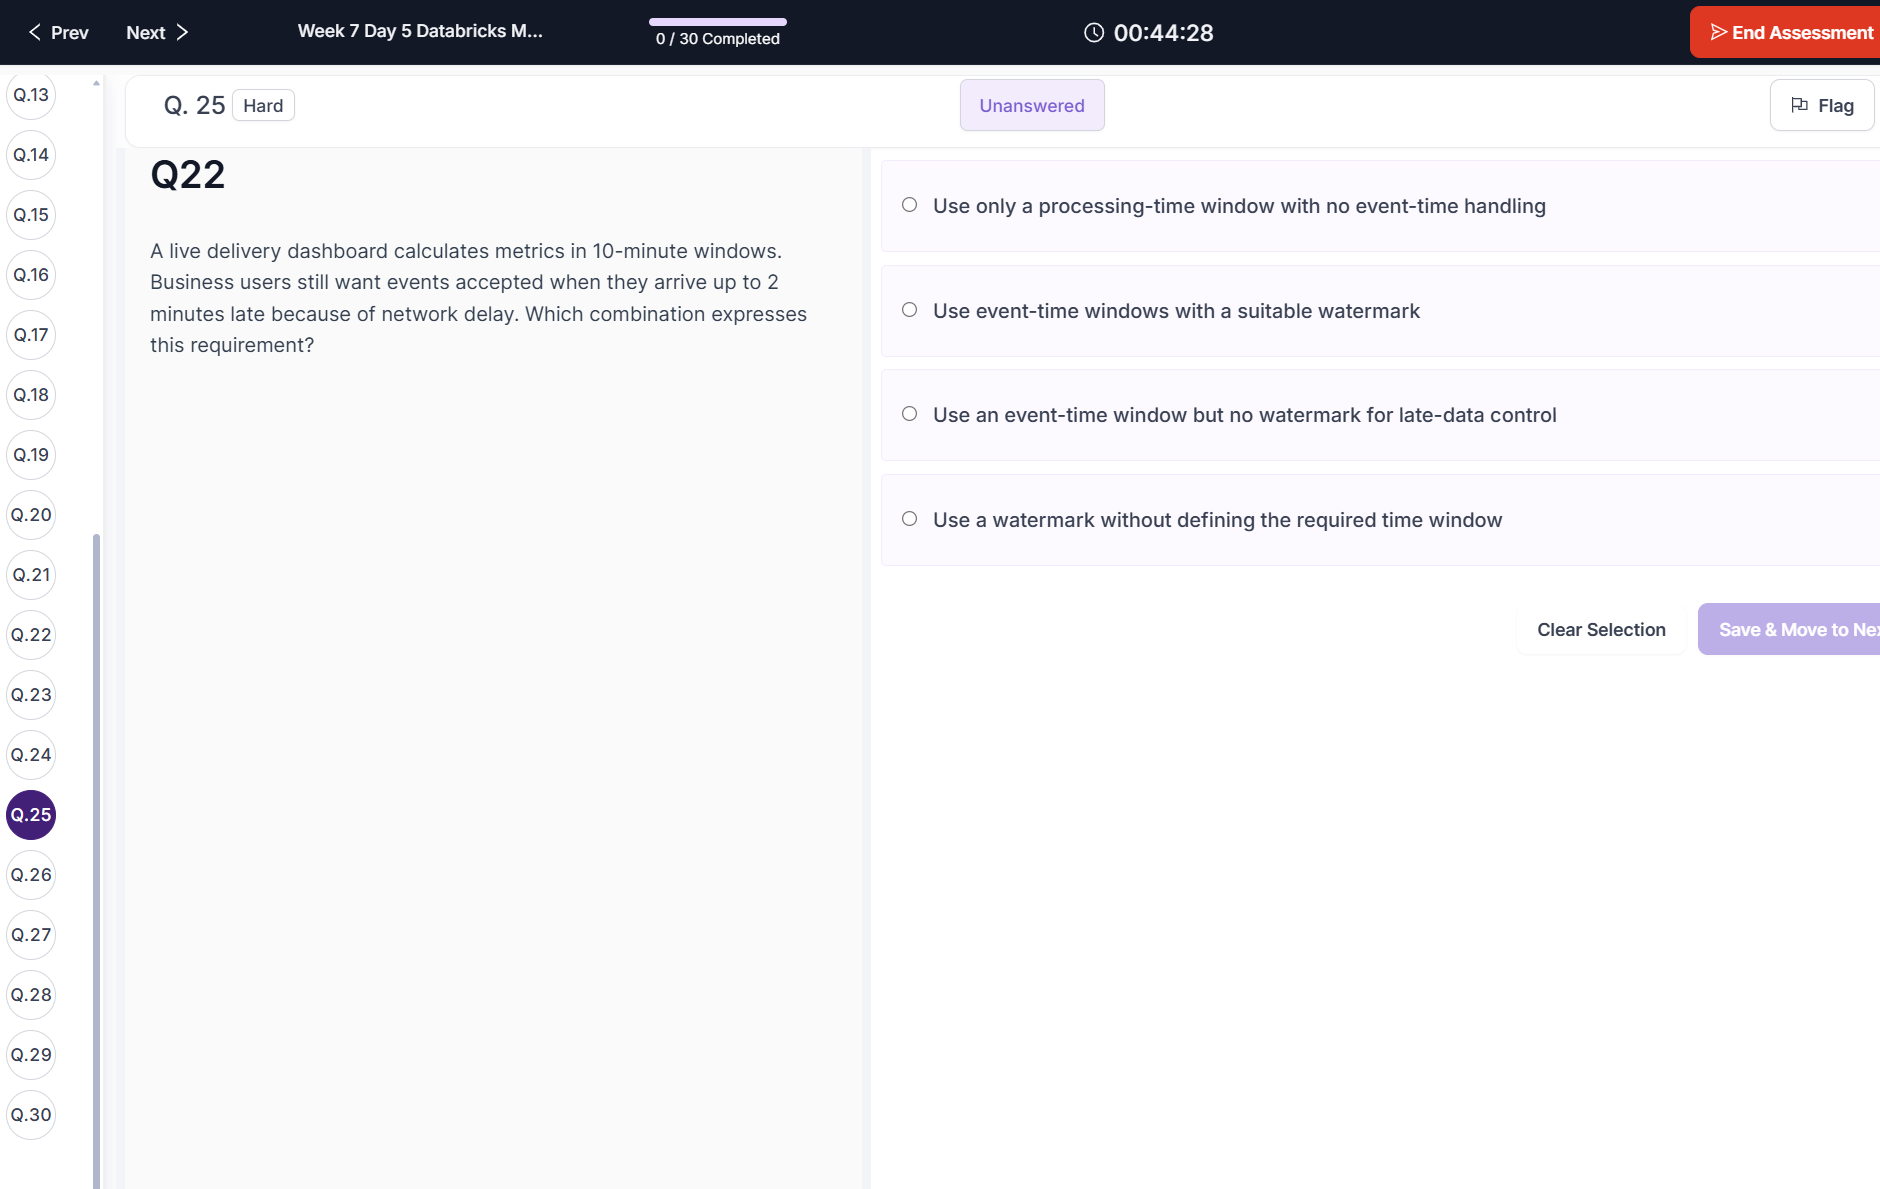 Prev
Next
Week 7 Day 5 Databricks M...
0 / 30 Completed
00:44:28
End Assessment
Q.13
Q.14
Q.15
Q.16
Q.17
Q.18
Q.19
Q.20
Q.21
Q.22
Q.23
Q.24
Q.25
Q.26
Q.27
Q.28
Q.29
Q.30
Q. 25
Hard
Unanswered
Flag
Q22
A live delivery dashboard calculates metrics in 10-minute windows.
Business users still want events accepted when they arrive up to 2
minutes late because of network delay. Which combination expresses
this requirement?
Use only a processing-time window with no event-time handling
Use event-time windows with a suitable watermark
Use an event-time window but no watermark for late-data control
Use a watermark without defining the required time window
Clear Selection
Save & Move to Nex